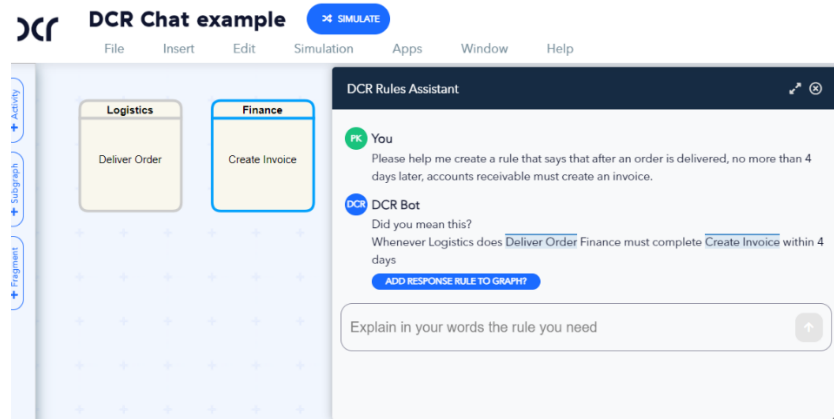 DCR
DCR Chat example
SIMULATE
File Insert Edit Simulation Apps Window Help
+ Activity
+ Subgraph
+ Fragment
Logistics
Deliver Order
Finance
Create Invoice
DCR Rules Assistant
PK You
Please help me create a rule that says that after an order is delivered, no more than 4
days later, accounts receivable must create an invoice.
DCR DCR Bot
Did you mean this?
Whenever Logistics does Deliver Order Finance must complete Create Invoice within 4
days
ADD RESPONSE RULE TO GRAPH?
Explain in your words the rule you need